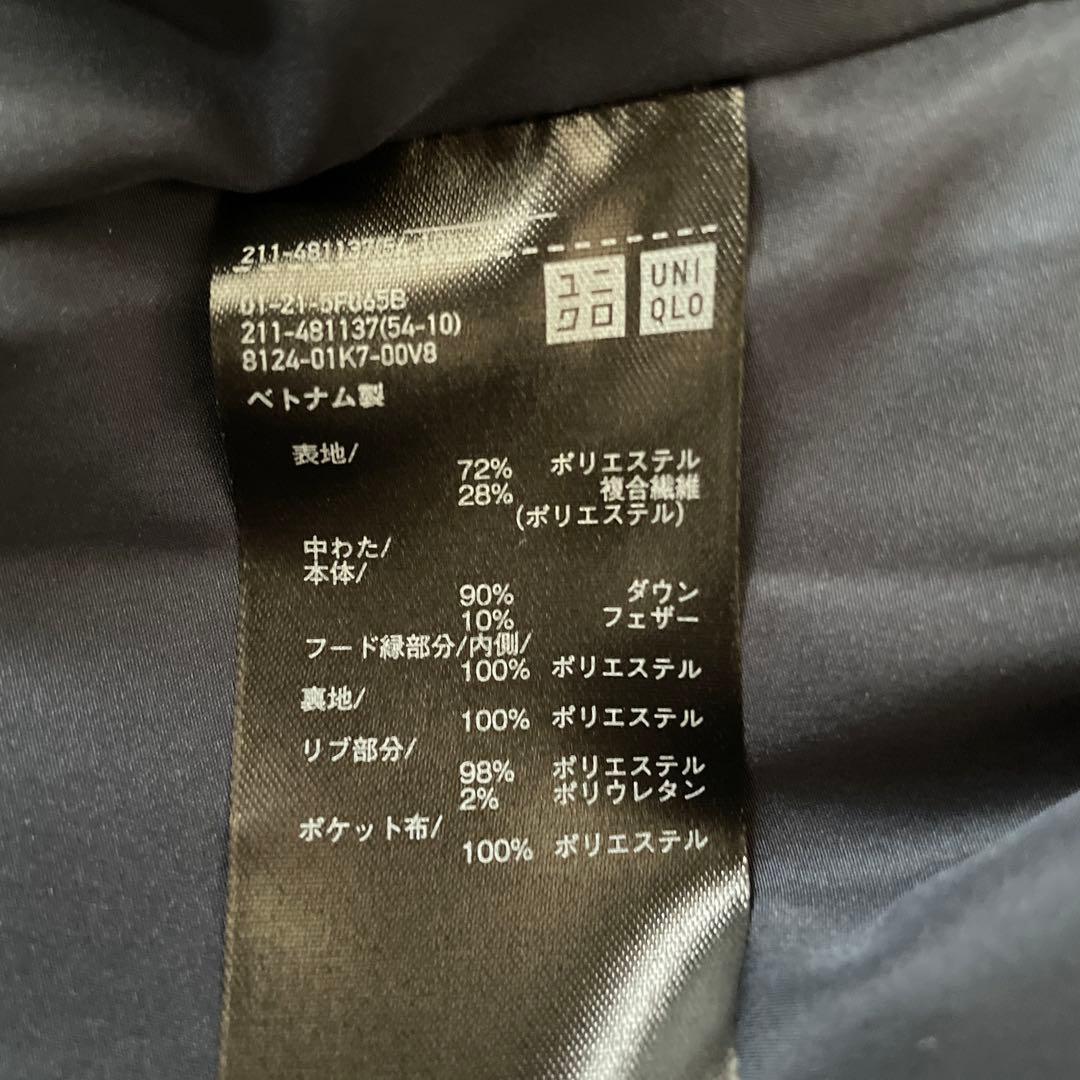 211-481137(54-10)
ユニ
クロ
UNI
QLO
211-481137(54-10)
8124-01K7-00V8
ベトナム製
表地/
72% ポリエステル
28% 複合繊維
(ポリエステル)
中わた/
本体/
90% ダウン
10% フェザー
フード縁部分/内側/
100% ポリエステル
裏地/
100% ポリエステル
リブ部分/
98% ポリエステル
2% ポリウレタン
ポケット布/
100% ポリエステル